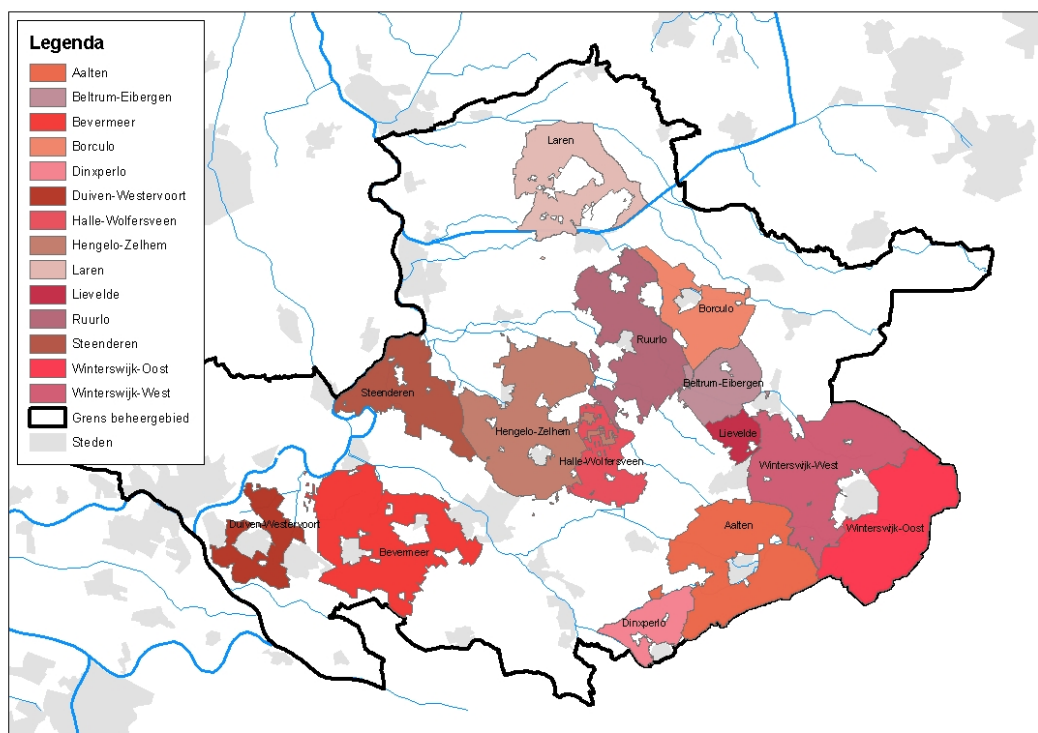 Legenda
Aalten
Beltrum-Eibergen
Bevermeer
Borculo
Dinxperlo
Duiven-Westervoort
Halle-Wolfersveen
Hengelo-Zelhem
Laren
Lievelde
Ruurlo
Steenderen
Winterswijk-Oost
Winterswijk-West
Grens beheergebied
Steden
Laren
Borculo
Ruurlo
Beltrum-Eibergen
Steenderen
Hengelo-Zelhem
Lievelde
Halle-Wolfersveen
Winterswijk-West
Duiven-Westervoort
Aalten
Winterswijk-Oost
Bevermeer
Dinxperlo